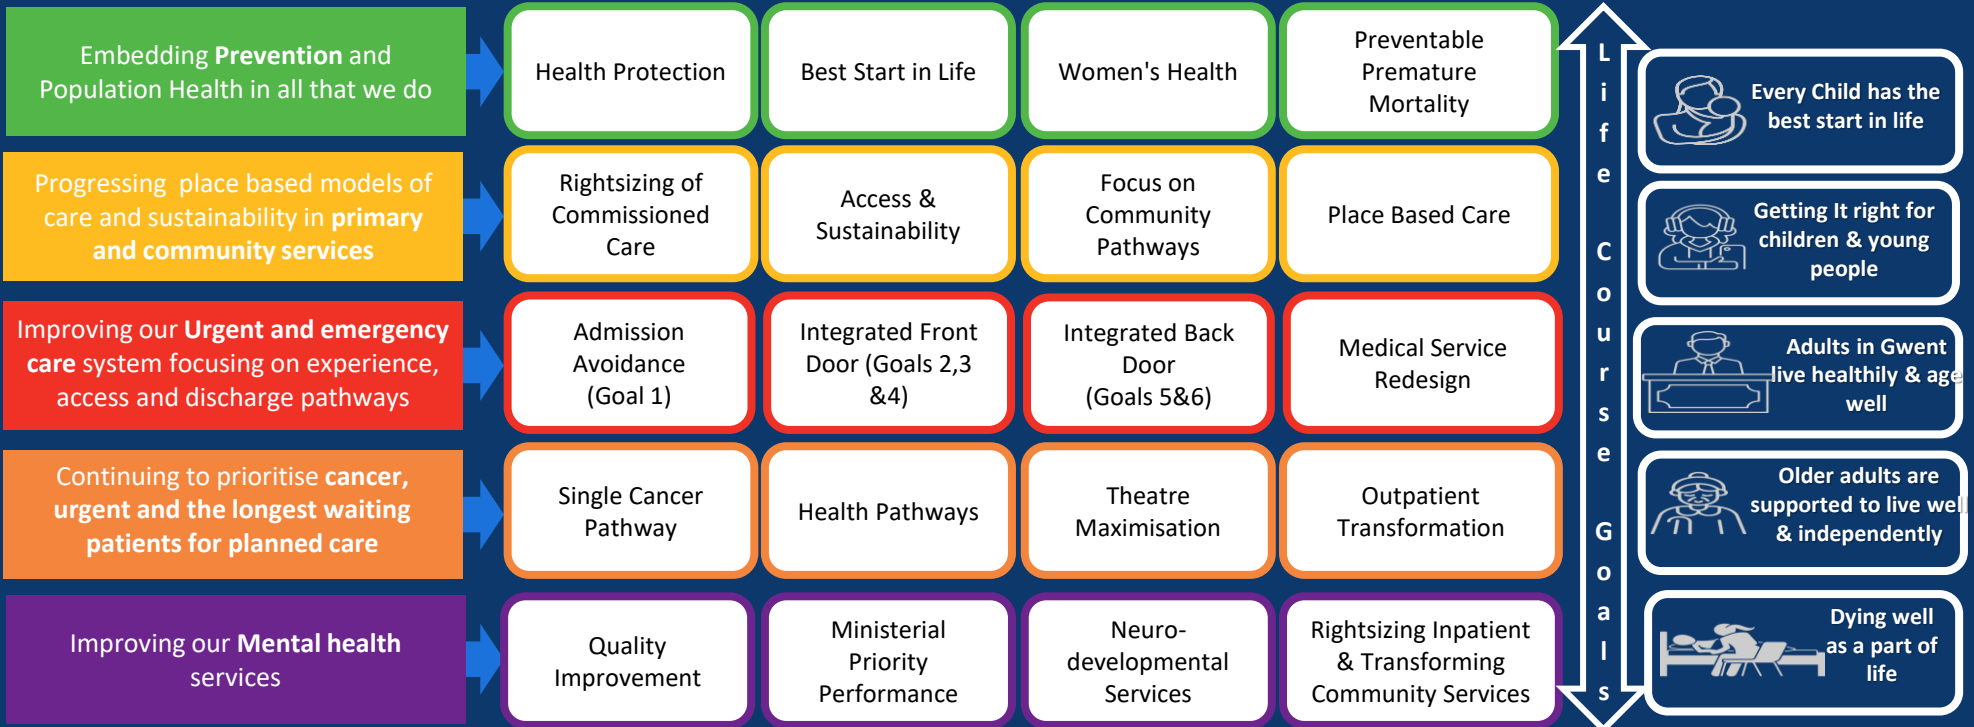 Embedding Prevention and
Population Health in all that we do
Health Protection
Best Start in Life
Women's Health
Preventable
Premature
Mortality
Progressing  place based models of
care and sustainability in primary
and community services
Rightsizing of
Commissioned
Care
Access &
Sustainability
Focus on
Community
Pathways
Place Based Care
Improving our Urgent and emergency
care system focusing on experience,
access and discharge pathways
Admission
Avoidance
(Goal 1)
Integrated Front
Door (Goals 2,3
&4)
Integrated Back
Door
(Goals 5&6)
Medical Service
Redesign
Continuing to prioritise cancer,
urgent and the longest waiting
patients for planned care
Single Cancer
Pathway
Health Pathways
Theatre
Maximisation
Outpatient
Transformation
Improving our Mental health
services
Quality
Improvement
Ministerial
Priority
Performance
Neuro-
developmental
Services
Rightsizing Inpatient
& Transforming
Community Services
Life Course Goals
Every Child has the
best start in life
Getting It right for
children & young
people
Adults in Gwent
live healthily & age
well
Older adults are
supported to live well
& independently
Dying well
as a part of
life